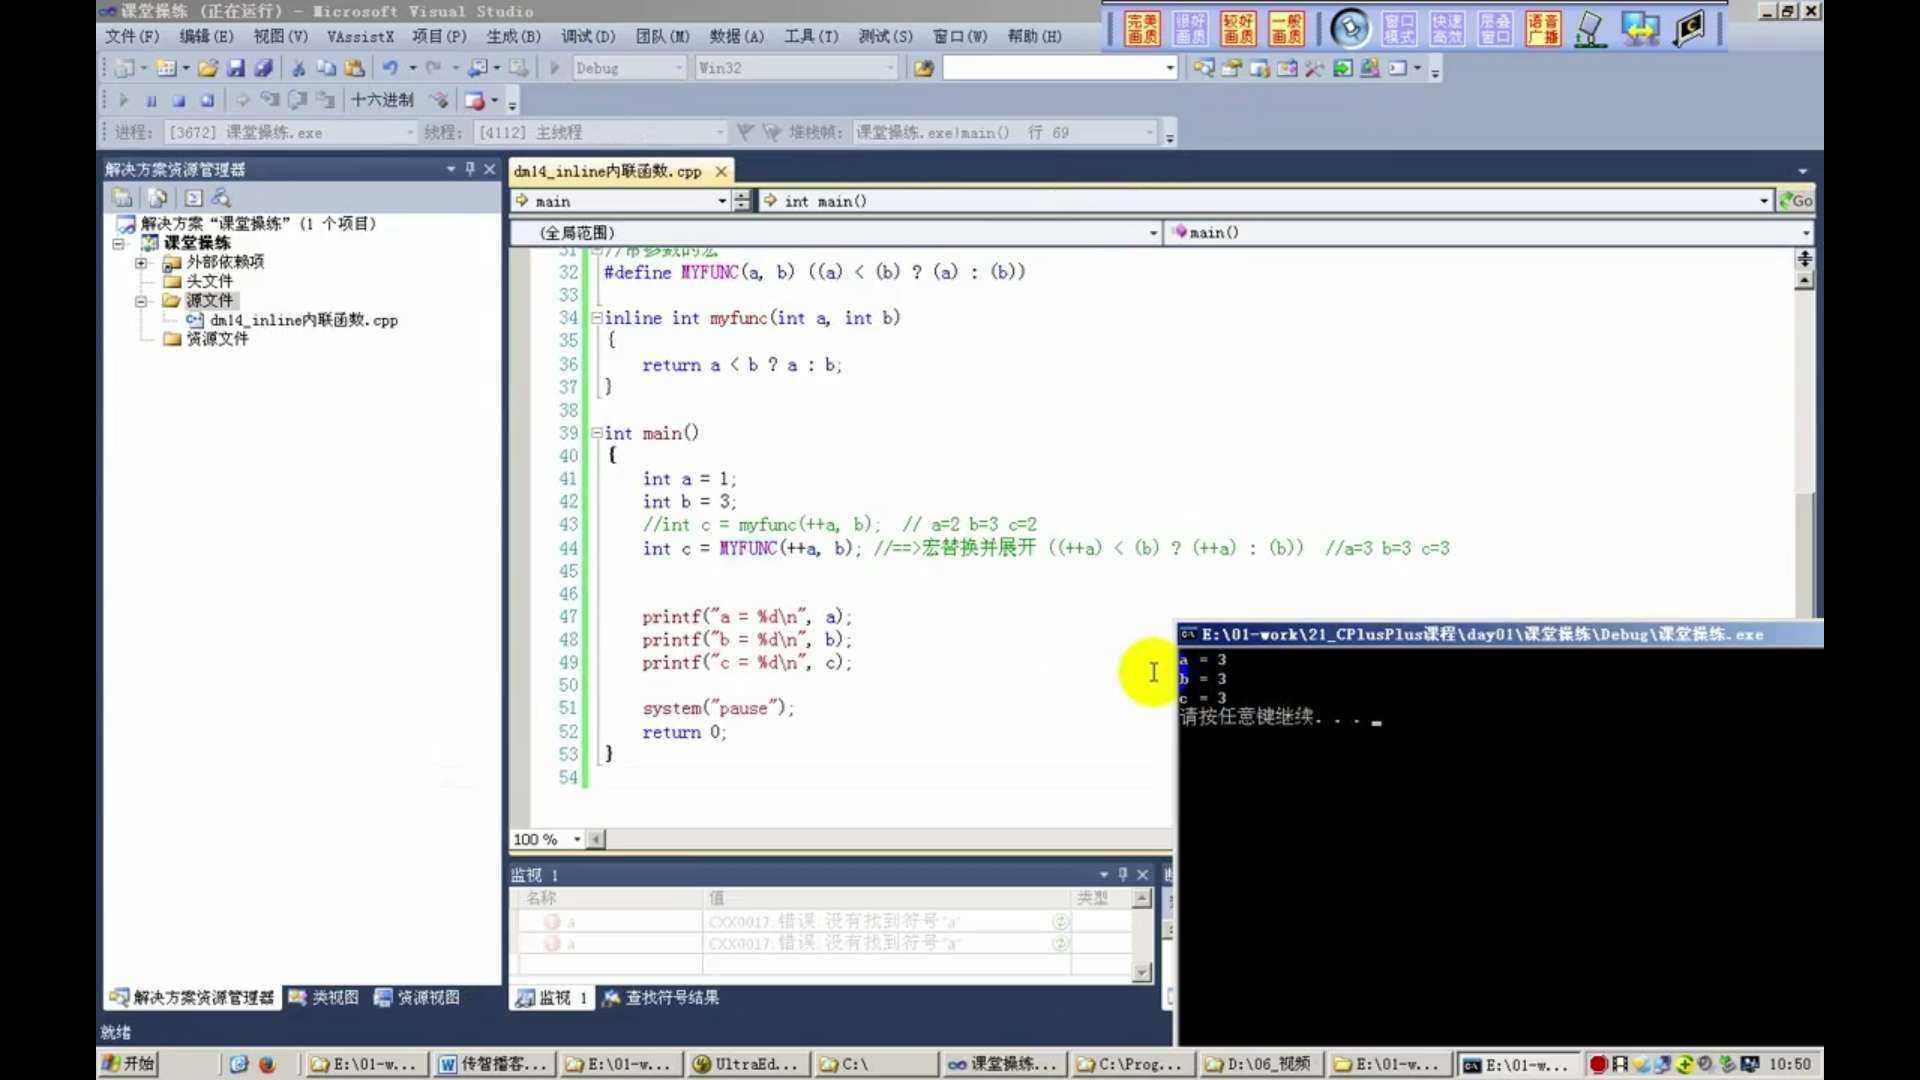 课堂操练 (正在运行) - Microsoft Visual Studio
文件(F) 编辑(E) 视图(V) VAssistX 项目(P) 生成(B) 调试(D) 团队(M) 数据(A) 工具(T) 测试(S) 窗口(W) 帮助(H)
完美画质 很好画质 较好画质 一般画质 窗口模式 快速高效 层叠窗口 语音广播
Debug Win32
十六进制
进程: [3672] 课堂操练.exe 线程: [4112] 主线程 堆栈帧: 课堂操练.exe!main() 行 69
解决方案资源管理器
dm14_inline内联函数.cpp
main int main() Go
(全局范围) main()
解决方案“课堂操练”(1 个项目)
课堂操练
外部依赖项
头文件
源文件
dm14_inline内联函数.cpp
资源文件
31 //带参数的宏
32 #define MYFUNC(a, b) ((a) < (b) ? (a) : (b))
33
34 inline int myfunc(int a, int b)
35 {
36 return a < b ? a : b;
37 }
38
39 int main()
40 {
41 int a = 1;
42 int b = 3;
43 //int c = myfunc(++a, b); // a=2 b=3 c=2
44 int c = MYFUNC(++a, b); //==>宏替换并展开 ((++a) < (b) ? (++a) : (b)) //a=3 b=3 c=3
45
46
47 printf("a = %d\n", a);
48 printf("b = %d\n", b);
49 printf("c = %d\n", c);
50
51 system("pause");
52 return 0;
53 }
54
E:\01-work\21_CPlusPlus课程\day01\课堂操练\Debug\课堂操练.exe
a = 3
b = 3
c = 3
请按任意键继续. . .
100 %
监视 1
名称 值 类型
a CXX0017: 错误: 没有找到符号"a"
a CXX0017: 错误: 没有找到符号"a"
解决方案资源管理器 类视图 资源视图
监视 1 查找符号结果
就绪
开始 E:\01-w... 传智播客... E:\01-w... UltraEd... C:\ 课堂操练... C:\Prog... D:\06_视频 E:\01-w... E:\01-w... 10:50